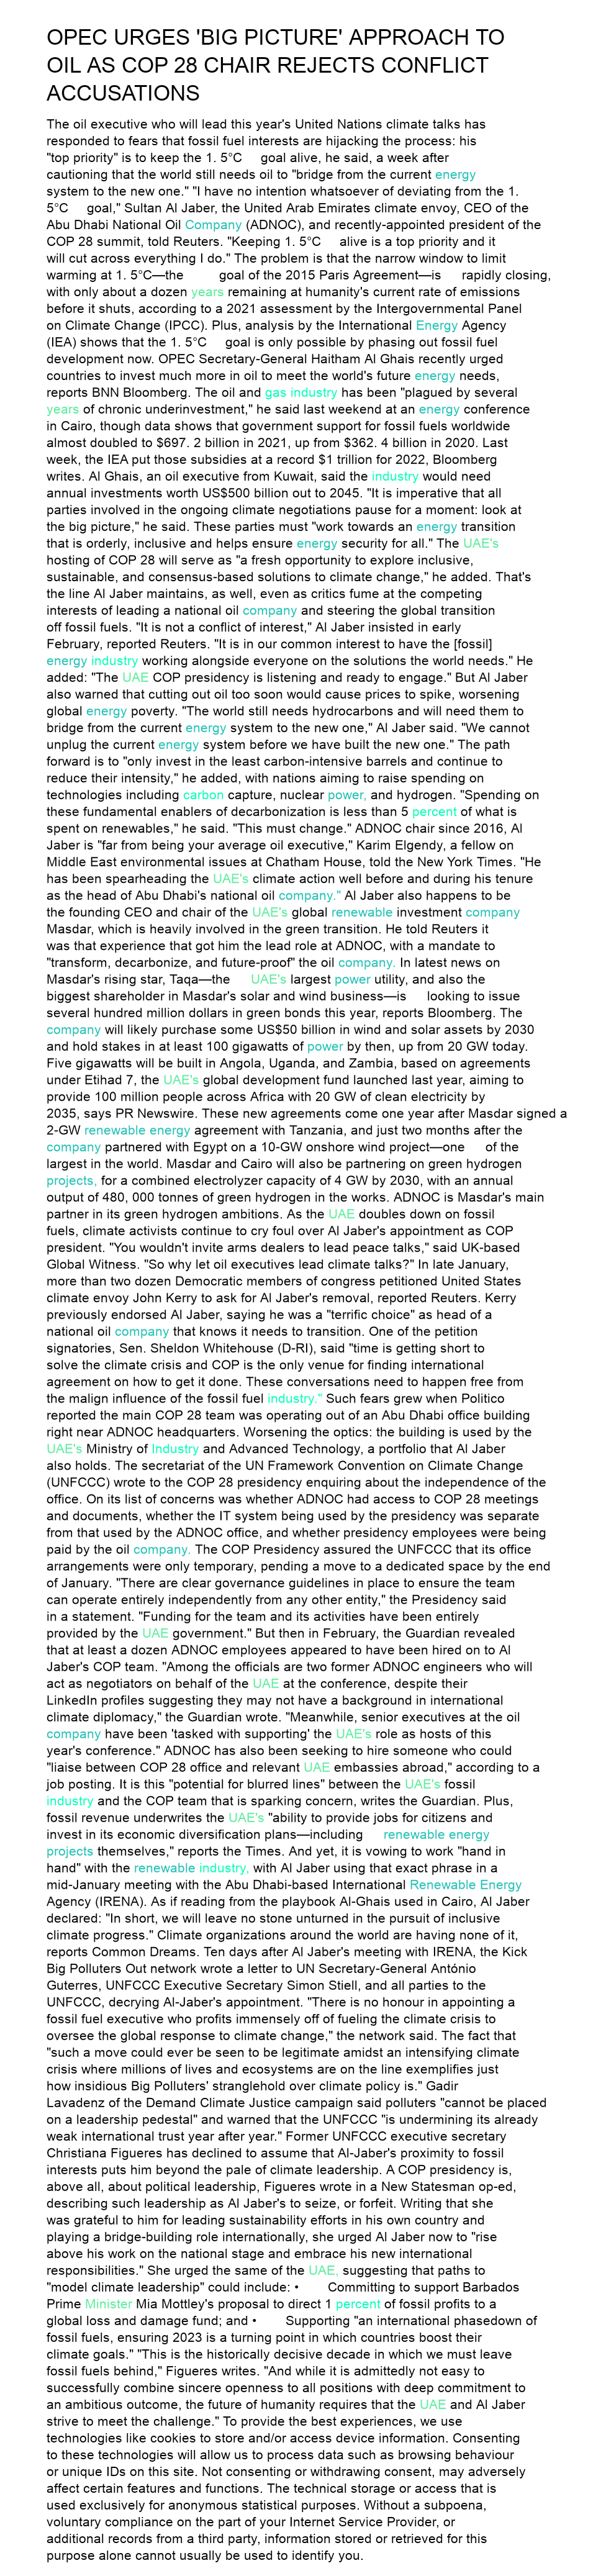 OPEC URGES 'BIG PICTURE' APPROACH TO
OIL AS COP 28 CHAIR REJECTS CONFLICT
ACCUSATIONS
The oil executive who will lead this year's United Nations climate talks has
responded to fears that fossil fuel interests are hijacking the process: his
"top priority" is to keep the 1. 5°C goal alive, he said, a week after
cautioning that the world still needs oil to "bridge from the current energy
system to the new one." "I have no intention whatsoever of deviating from the 1.
5°C goal," Sultan Al Jaber, the United Arab Emirates climate envoy, CEO of the
Abu Dhabi National Oil Company (ADNOC), and recently-appointed president of the
COP 28 summit, told Reuters. "Keeping 1. 5°C alive is a top priority and it
will cut across everything I do." The problem is that the narrow window to limit
warming at 1. 5°C—the goal of the 2015 Paris Agreement—is rapidly closing,
with only about a dozen years remaining at humanity's current rate of emissions
before it shuts, according to a 2021 assessment by the Intergovernmental Panel
on Climate Change (IPCC). Plus, analysis by the International Energy Agency
(IEA) shows that the 1. 5°C goal is only possible by phasing out fossil fuel
development now. OPEC Secretary-General Haitham Al Ghais recently urged
countries to invest much more in oil to meet the world's future energy needs,
reports BNN Bloomberg. The oil and gas industry has been "plagued by several
years of chronic underinvestment," he said last weekend at an energy conference
in Cairo, though data shows that government support for fossil fuels worldwide
almost doubled to $697. 2 billion in 2021, up from $362. 4 billion in 2020. Last
week, the IEA put those subsidies at a record $1 trillion for 2022, Bloomberg
writes. Al Ghais, an oil executive from Kuwait, said the industry would need
annual investments worth US$500 billion out to 2045. "It is imperative that all
parties involved in the ongoing climate negotiations pause for a moment: look at
the big picture," he said. These parties must "work towards an energy transition
that is orderly, inclusive and helps ensure energy security for all." The UAE's
hosting of COP 28 will serve as "a fresh opportunity to explore inclusive,
sustainable, and consensus-based solutions to climate change," he added. That's
the line Al Jaber maintains, as well, even as critics fume at the competing
interests of leading a national oil company and steering the global transition
off fossil fuels. "It is not a conflict of interest," Al Jaber insisted in early
February, reported Reuters. "It is in our common interest to have the [fossil]
energy industry working alongside everyone on the solutions the world needs." He
added: "The UAE COP presidency is listening and ready to engage." But Al Jaber
also warned that cutting out oil too soon would cause prices to spike, worsening
global energy poverty. "The world still needs hydrocarbons and will need them to
bridge from the current energy system to the new one," Al Jaber said. "We cannot
unplug the current energy system before we have built the new one." The path
forward is to "only invest in the least carbon-intensive barrels and continue to
reduce their intensity," he added, with nations aiming to raise spending on
technologies including carbon capture, nuclear power, and hydrogen. "Spending on
these fundamental enablers of decarbonization is less than 5 percent of what is
spent on renewables," he said. "This must change." ADNOC chair since 2016, Al
Jaber is "far from being your average oil executive," Karim Elgendy, a fellow on
Middle East environmental issues at Chatham House, told the New York Times. "He
has been spearheading the UAE's climate action well before and during his tenure
as the head of Abu Dhabi's national oil company." Al Jaber also happens to be
the founding CEO and chair of the UAE's global renewable investment company
Masdar, which is heavily involved in the green transition. He told Reuters it
was that experience that got him the lead role at ADNOC, with a mandate to
"transform, decarbonize, and future-proof" the oil company. In latest news on
Masdar's rising star, Taqa—the UAE's largest power utility, and also the
biggest shareholder in Masdar's solar and wind business—is looking to issue
several hundred million dollars in green bonds this year, reports Bloomberg. The
company will likely purchase some US$50 billion in wind and solar assets by 2030
and hold stakes in at least 100 gigawatts of power by then, up from 20 GW today.
Five gigawatts will be built in Angola, Uganda, and Zambia, based on agreements
under Etihad 7, the UAE's global development fund launched last year, aiming to
provide 100 million people across Africa with 20 GW of clean electricity by
2035, says PR Newswire. These new agreements come one year after Masdar signed a
2-GW renewable energy agreement with Tanzania, and just two months after the
company partnered with Egypt on a 10-GW onshore wind project—one of the
largest in the world. Masdar and Cairo will also be partnering on green hydrogen
projects, for a combined electrolyzer capacity of 4 GW by 2030, with an annual
output of 480, 000 tonnes of green hydrogen in the works. ADNOC is Masdar's main
partner in its green hydrogen ambitions. As the UAE doubles down on fossil
fuels, climate activists continue to cry foul over Al Jaber's appointment as COP
president. "You wouldn't invite arms dealers to lead peace talks," said UK-based
Global Witness. "So why let oil executives lead climate talks?" In late January,
more than two dozen Democratic members of congress petitioned United States
climate envoy John Kerry to ask for Al Jaber's removal, reported Reuters. Kerry
previously endorsed Al Jaber, saying he was a "terrific choice" as head of a
national oil company that knows it needs to transition. One of the petition
signatories, Sen. Sheldon Whitehouse (D-RI), said "time is getting short to
solve the climate crisis and COP is the only venue for finding international
agreement on how to get it done. These conversations need to happen free from
the malign influence of the fossil fuel industry." Such fears grew when Politico
reported the main COP 28 team was operating out of an Abu Dhabi office building
right near ADNOC headquarters. Worsening the optics: the building is used by the
UAE's Ministry of Industry and Advanced Technology, a portfolio that Al Jaber
also holds. The secretariat of the UN Framework Convention on Climate Change
(UNFCCC) wrote to the COP 28 presidency enquiring about the independence of the
office. On its list of concerns was whether ADNOC had access to COP 28 meetings
and documents, whether the IT system being used by the presidency was separate
from that used by the ADNOC office, and whether presidency employees were being
paid by the oil company. The COP Presidency assured the UNFCCC that its office
arrangements were only temporary, pending a move to a dedicated space by the end
of January. "There are clear governance guidelines in place to ensure the team
can operate entirely independently from any other entity," the Presidency said
in a statement. "Funding for the team and its activities have been entirely
provided by the UAE government." But then in February, the Guardian revealed
that at least a dozen ADNOC employees appeared to have been hired on to Al
Jaber's COP team. "Among the officials are two former ADNOC engineers who will
act as negotiators on behalf of the UAE at the conference, despite their
LinkedIn profiles suggesting they may not have a background in international
climate diplomacy," the Guardian wrote. "Meanwhile, senior executives at the oil
company have been 'tasked with supporting' the UAE's role as hosts of this
year's conference." ADNOC has also been seeking to hire someone who could
"liaise between COP 28 office and relevant UAE embassies abroad," according to a
job posting. It is this "potential for blurred lines" between the UAE's fossil
industry and the COP team that is sparking concern, writes the Guardian. Plus,
fossil revenue underwrites the UAE's "ability to provide jobs for citizens and
invest in its economic diversification plans—including renewable energy
projects themselves," reports the Times. And yet, it is vowing to work "hand in
hand" with the renewable industry, with Al Jaber using that exact phrase in a
mid-January meeting with the Abu Dhabi-based International Renewable Energy
Agency (IRENA). As if reading from the playbook Al-Ghais used in Cairo, Al Jaber
declared: "In short, we will leave no stone unturned in the pursuit of inclusive
climate progress." Climate organizations around the world are having none of it,
reports Common Dreams. Ten days after Al Jaber's meeting with IRENA, the Kick
Big Polluters Out network wrote a letter to UN Secretary-General António
Guterres, UNFCCC Executive Secretary Simon Stiell, and all parties to the
UNFCCC, decrying Al-Jaber's appointment. "There is no honour in appointing a
fossil fuel executive who profits immensely off of fueling the climate crisis to
oversee the global response to climate change," the network said. The fact that
"such a move could ever be seen to be legitimate amidst an intensifying climate
crisis where millions of lives and ecosystems are on the line exemplifies just
how insidious Big Polluters' stranglehold over climate policy is." Gadir
Lavadenz of the Demand Climate Justice campaign said polluters "cannot be placed
on a leadership pedestal" and warned that the UNFCCC "is undermining its already
weak international trust year after year." Former UNFCCC executive secretary
Christiana Figueres has declined to assume that Al-Jaber's proximity to fossil
interests puts him beyond the pale of climate leadership. A COP presidency is,
above all, about political leadership, Figueres wrote in a New Statesman op-ed,
describing such leadership as Al Jaber's to seize, or forfeit. Writing that she
was grateful to him for leading sustainability efforts in his own country and
playing a bridge-building role internationally, she urged Al Jaber now to "rise
above his work on the national stage and embrace his new international
responsibilities." She urged the same of the UAE, suggesting that paths to
"model climate leadership" could include: • Committing to support Barbados
Prime Minister Mia Mottley's proposal to direct 1 percent of fossil profits to a
global loss and damage fund; and • Supporting "an international phasedown of
fossil fuels, ensuring 2023 is a turning point in which countries boost their
climate goals." "This is the historically decisive decade in which we must leave
fossil fuels behind," Figueres writes. "And while it is admittedly not easy to
successfully combine sincere openness to all positions with deep commitment to
an ambitious outcome, the future of humanity requires that the UAE and Al Jaber
strive to meet the challenge." To provide the best experiences, we use
technologies like cookies to store and/or access device information. Consenting
to these technologies will allow us to process data such as browsing behaviour
or unique IDs on this site. Not consenting or withdrawing consent, may adversely
affect certain features and functions. The technical storage or access that is
used exclusively for anonymous statistical purposes. Without a subpoena,
voluntary compliance on the part of your Internet Service Provider, or
additional records from a third party, information stored or retrieved for this
purpose alone cannot usually be used to identify you.